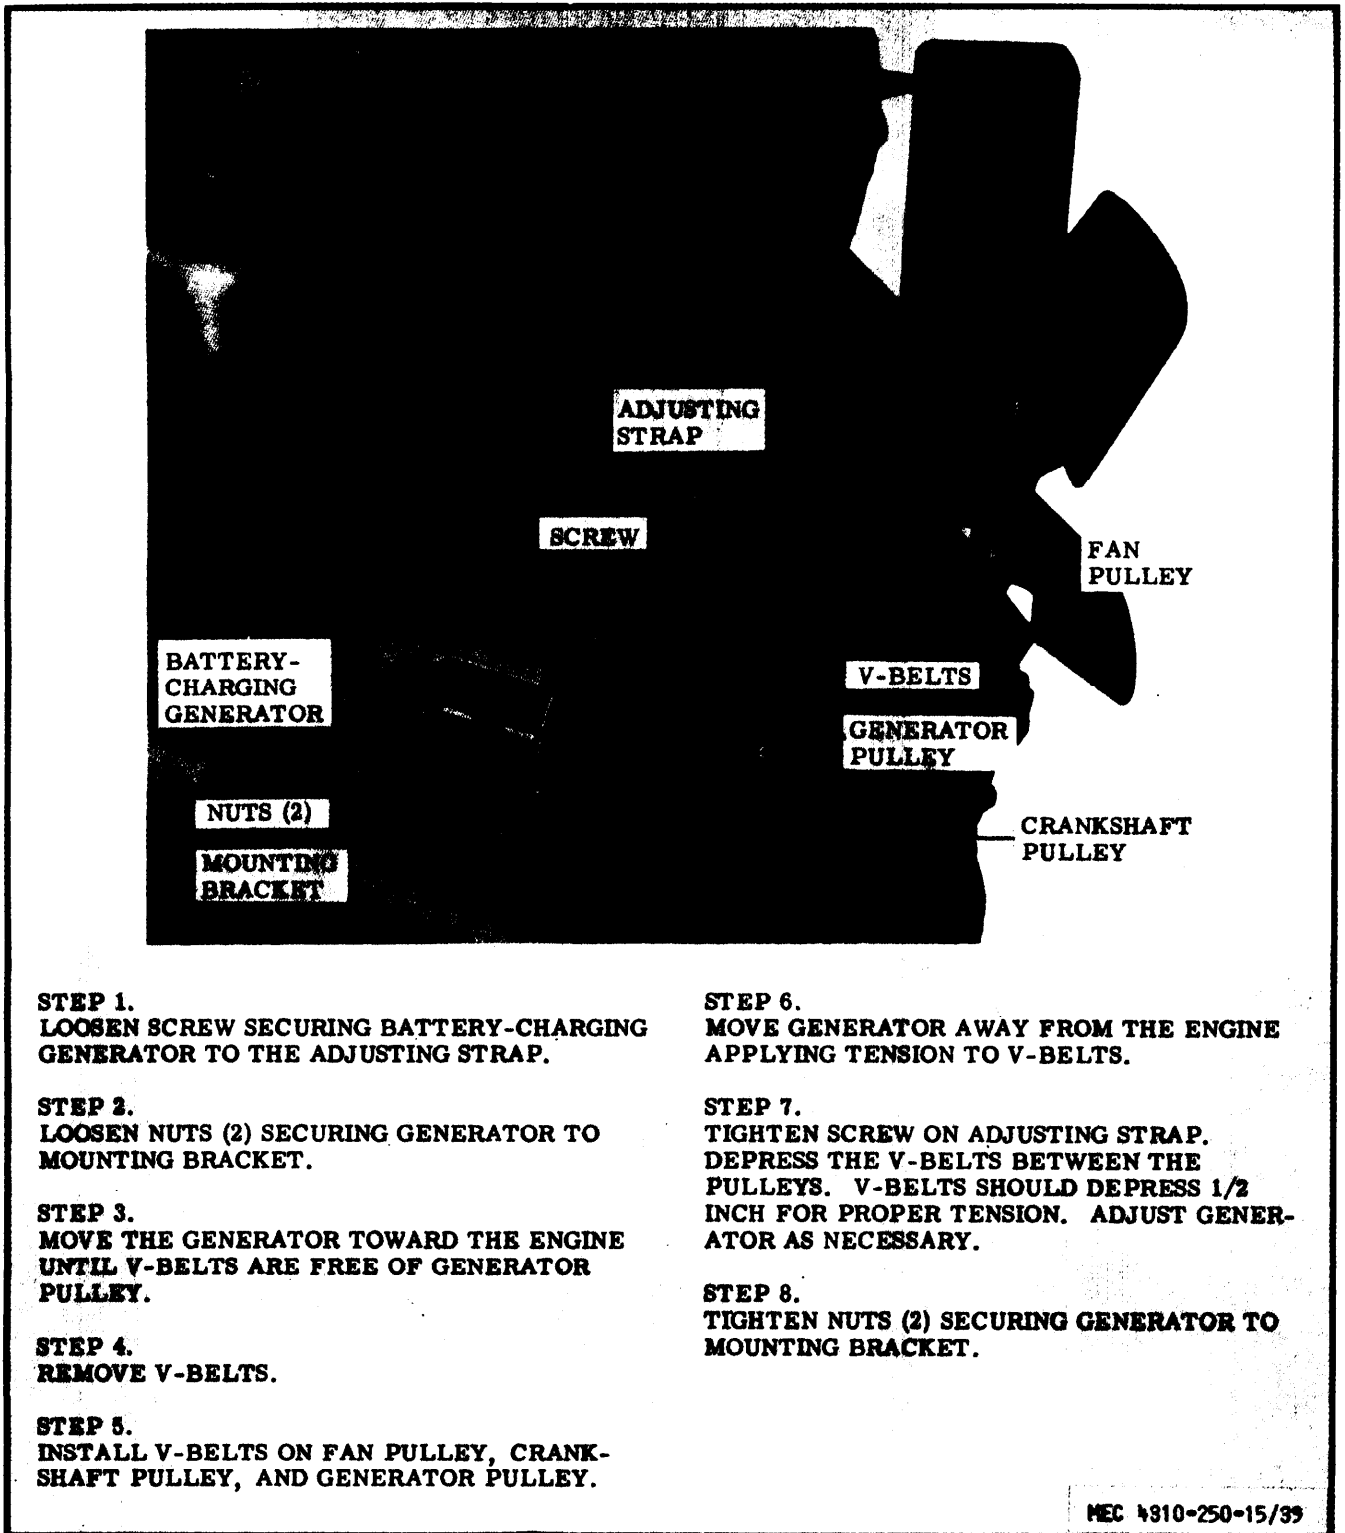 ADJUSTING
STRAP
SCREW
FAN
PULLEY
BATTERY-
CHARGING
GENERATOR
V-BELTS
GENERATOR
PULLEY
NUTS (2)
CRANKSHAFT
PULLEY
MOUNTING
BRACKET
STEP 1.
LOOSEN SCREW SECURING BATTERY-CHARGING
GENERATOR TO THE ADJUSTING STRAP.
STEP 2.
LOOSEN NUTS (2) SECURING GENERATOR TO
MOUNTING BRACKET.
STEP 3.
MOVE THE GENERATOR TOWARD THE ENGINE
UNTIL V-BELTS ARE FREE OF GENERATOR
PULLEY.
STEP 4.
REMOVE V-BELTS.
STEP 5.
INSTALL V-BELTS ON FAN PULLEY, CRANK-
SHAFT PULLEY, AND GENERATOR PULLEY.
STEP 6.
MOVE GENERATOR AWAY FROM THE ENGINE
APPLYING TENSION TO V-BELTS.
STEP 7.
TIGHTEN SCREW ON ADJUSTING STRAP.
DEPRESS THE V-BELTS BETWEEN THE
PULLEYS. V-BELTS SHOULD DEPRESS 1/2
INCH FOR PROPER TENSION. ADJUST GENER-
ATOR AS NECESSARY.
STEP 8.
TIGHTEN NUTS (2) SECURING GENERATOR TO
MOUNTING BRACKET.
MEC 4310-250-15/39